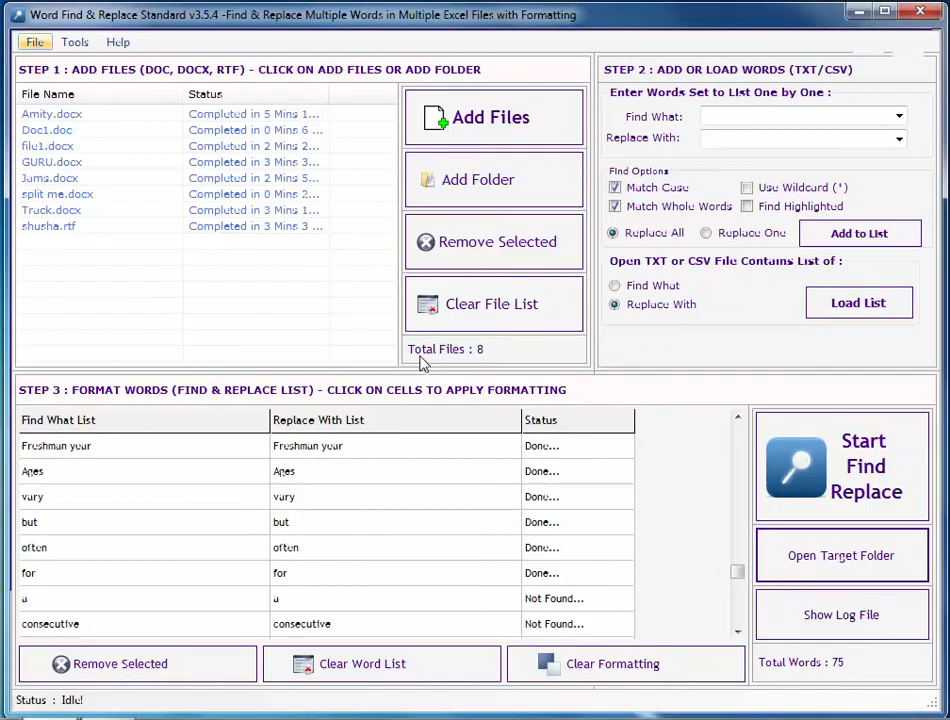 Word Find & Replace Standard v3.5.4 -Find & Replace Multiple Words in Multiple Excel Files with Formatting
File Tools Help
STEP 1 : ADD FILES (DOC, DOCX, RTF) - CLICK ON ADD FILES OR ADD FOLDER
File Name Status
Amity.docx Completed in 5 Mins 1...
Doc1.doc Completed in 0 Mins 6 ...
file1.docx Completed in 2 Mins 2...
GURU.docx Completed in 3 Mins 3...
Jums.docx Completed in 2 Mins 5...
split me.docx Completed in 0 Mins 2...
Truck.docx Completed in 3 Mins 1...
shusha.rtf Completed in 3 Mins 3 ...
Add Files
Add Folder
Remove Selected
Clear File List
Total Files : 8
STEP 2 : ADD OR LOAD WORDS (TXT/CSV)
Enter Words Set to List One by One :
Find What:
Replace With:
Find Options
Match Case Use Wildcard (*)
Match Whole Words Find Highlighted
Replace All Replace One Add to List
Open TXT or CSV File Contains List of :
Find What
Replace With
Load List
STEP 3 : FORMAT WORDS (FIND & REPLACE LIST) - CLICK ON CELLS TO APPLY FORMATTING
Find What List Replace With List Status
Freshman year Freshman year Done...
Ages Ages Done...
vary vary Done...
but but Done...
often often Done...
for for Done...
a a Not Found...
consecutive consecutive Not Found...
Start
Find
Replace
Open Target Folder
Show Log File
Remove Selected Clear Word List Clear Formatting
Total Words : 75
Status : Idle!